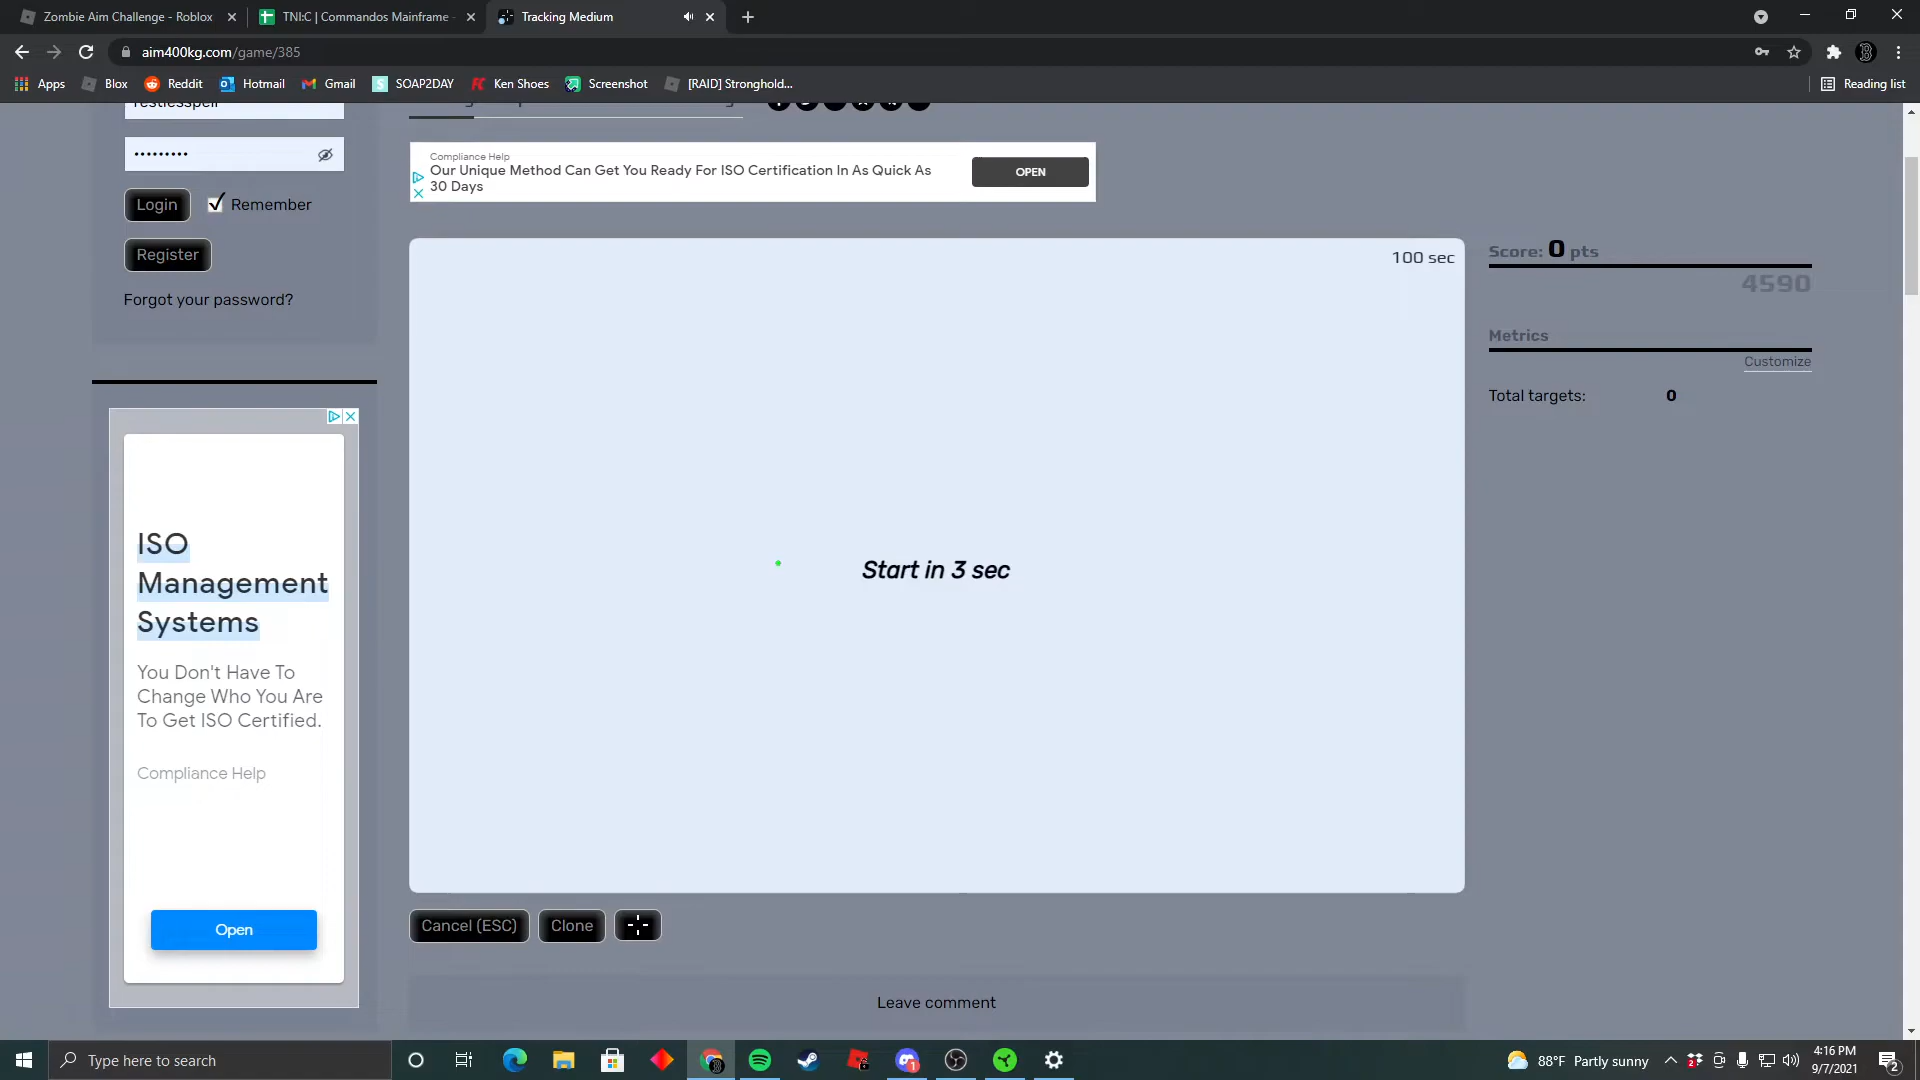 Zombie Aim Challenge - Roblox
TNI:C | Commandos Mainframe -
Tracking Medium
aim400kg.com/game/385
Apps
Blox
Reddit
Hotmail
Gmail
SOAP2DAY
Ken Shoes
Screenshot
[RAID] Stronghold...
Reading list
restlesspell
•••••••••
Login
Remember
Register
Forgot your password?
Compliance Help
Our Unique Method Can Get You Ready For ISO Certification In As Quick As
30 Days
OPEN
100 sec
Start in 3 sec
Score: 0 pts
4590
Metrics
Customize
Total targets: 0
ISO
Management
Systems
You Don't Have To
Change Who You Are
To Get ISO Certified.
Compliance Help
Open
Cancel (ESC)
Clone
Leave comment
Type here to search
1
88°F Partly sunny
4:16 PM
9/7/2021
2